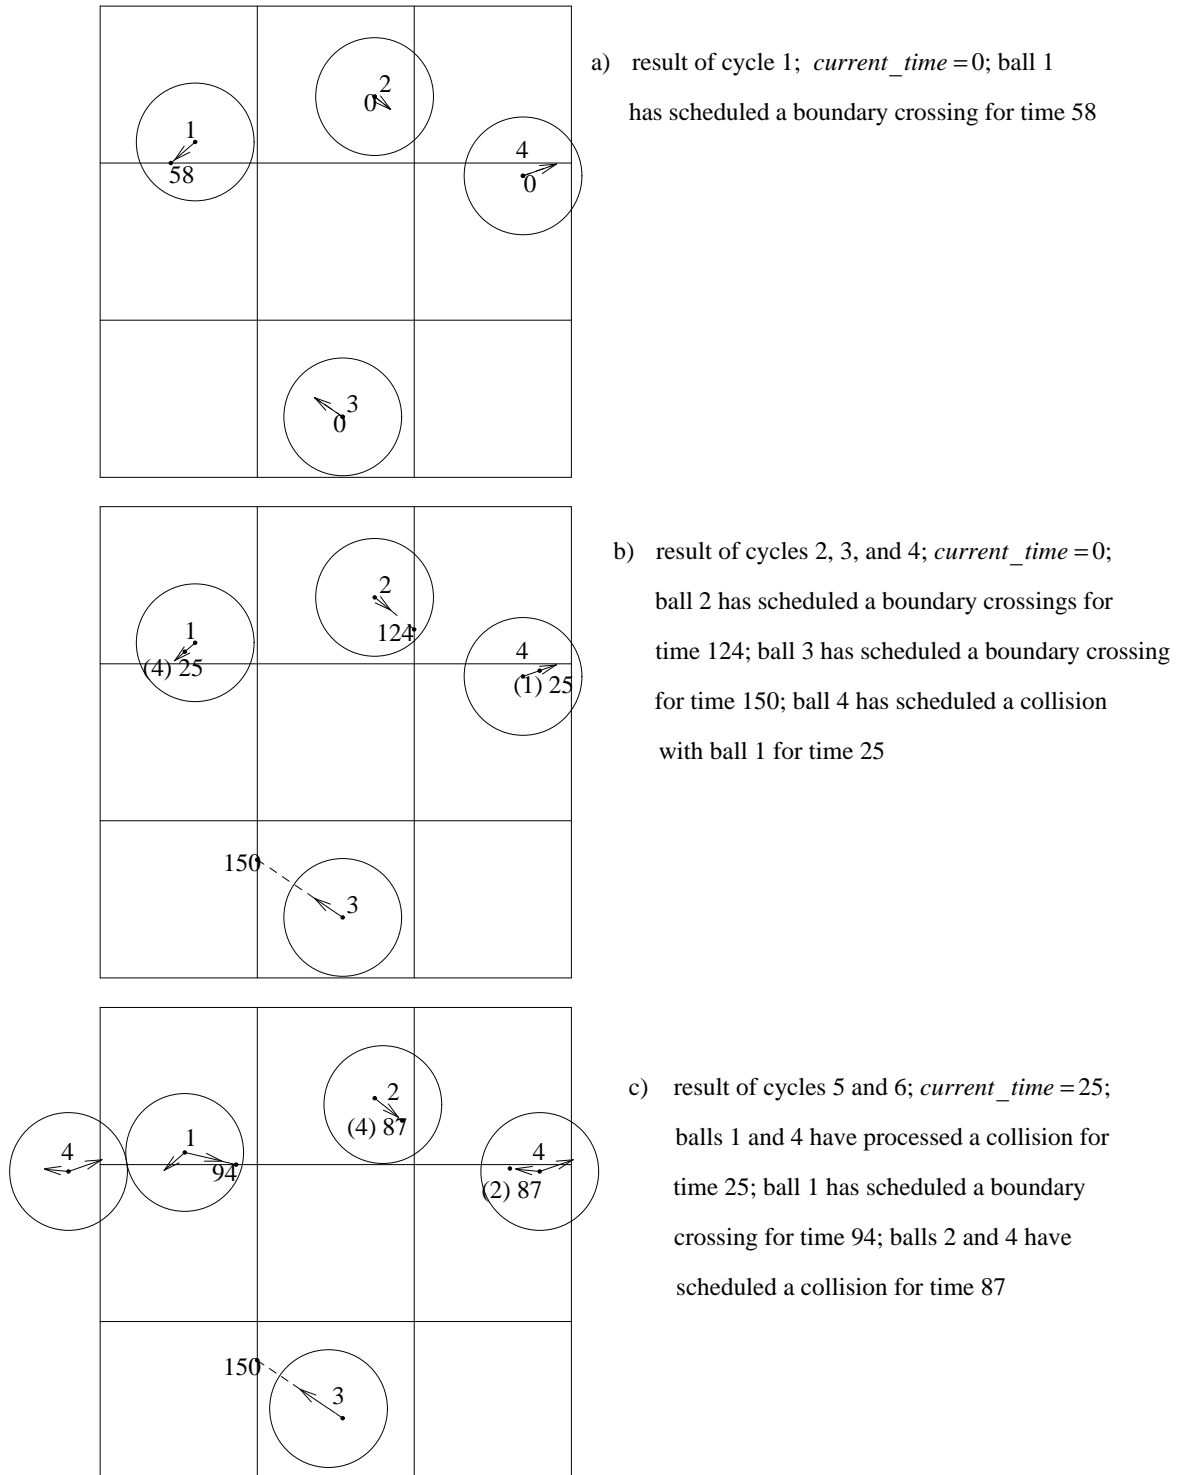 1
2
0
4
58
0
3
0
a) result of cycle 1; current_time = 0; ball 1
has scheduled a boundary crossing for time 58
1
2
124
4
(4) 25
(1) 25
150
3
b) result of cycles 2, 3, and 4; current_time = 0;
ball 2 has scheduled a boundary crossings for
time 124; ball 3 has scheduled a boundary crossing
for time 150; ball 4 has scheduled a collision
with ball 1 for time 25
2
(4) 87
4
1
4
94
(2) 87
150
3
c) result of cycles 5 and 6; current_time = 25;
balls 1 and 4 have processed a collision for
time 25; ball 1 has scheduled a boundary
crossing for time 94; balls 2 and 4 have
scheduled a collision for time 87